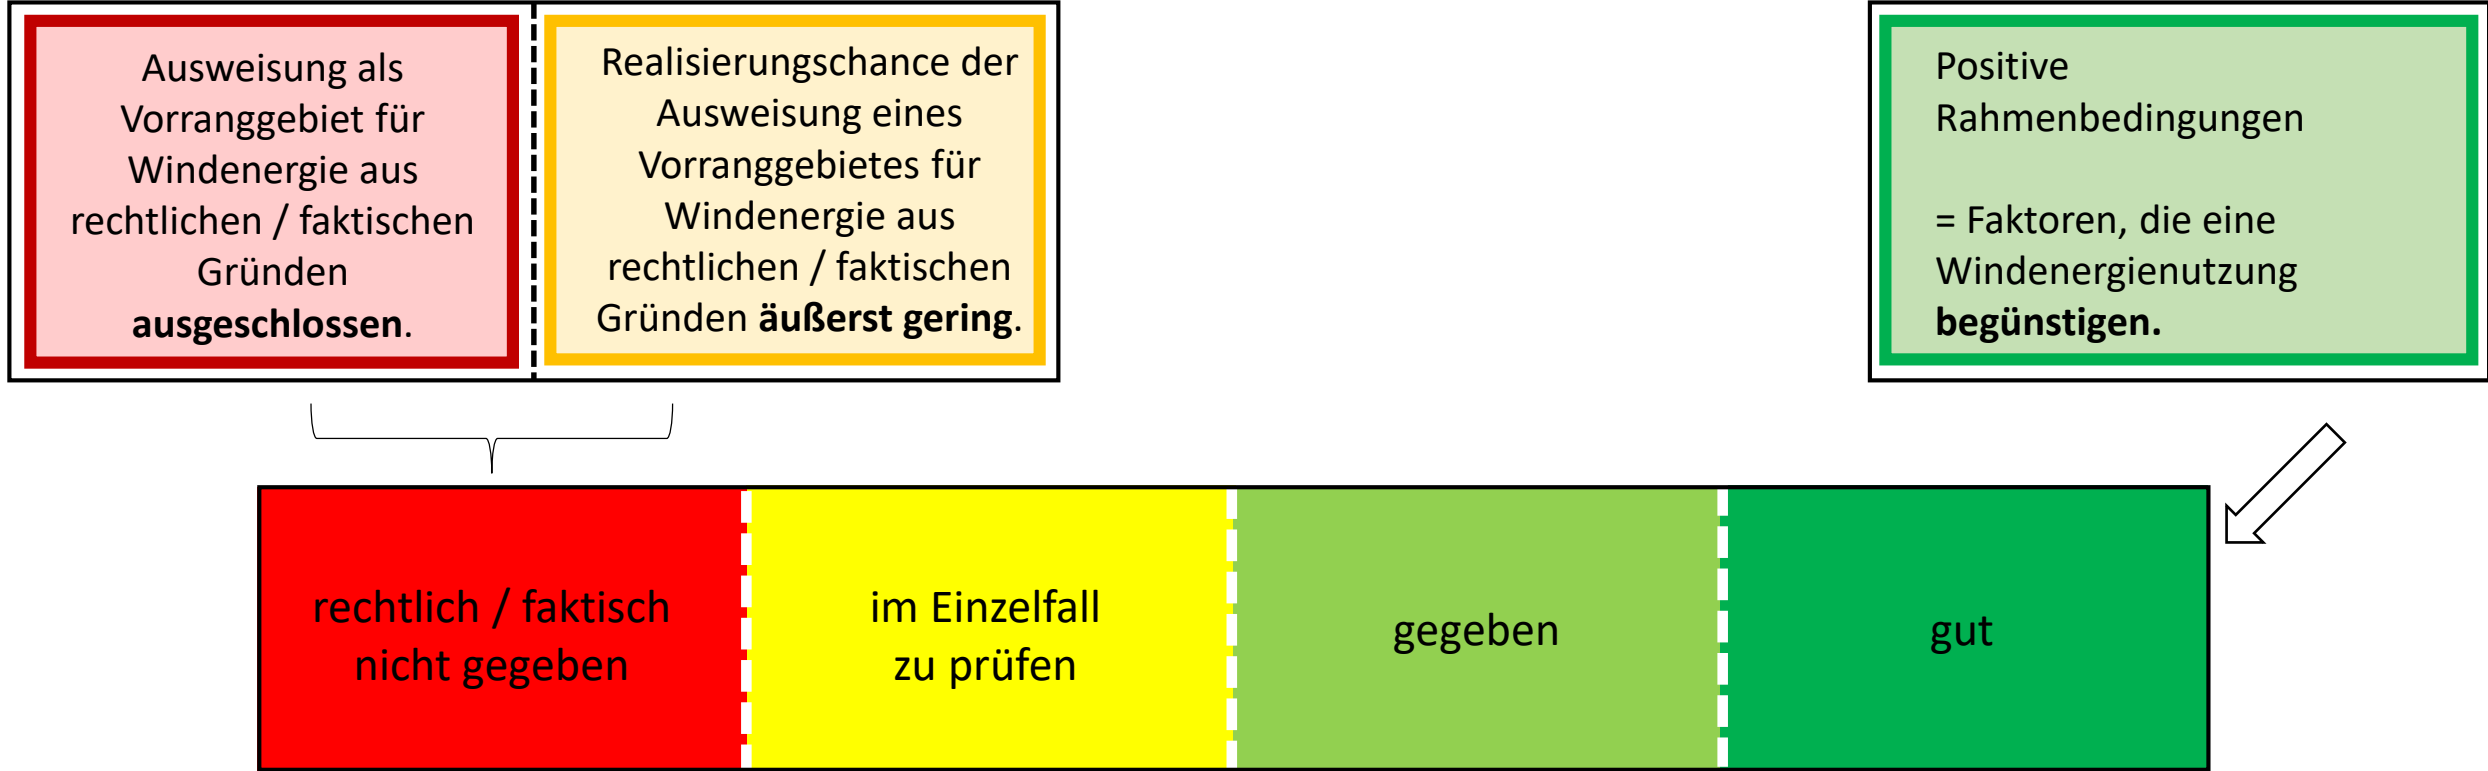 Ausweisung als
Vorranggebiet für
Windenergie aus
rechtlichen / faktischen
Gründen
ausgeschlossen.
Realisierungschance der
Ausweisung eines
Vorranggebietes für
Windenergie aus
rechtlichen / faktischen
Gründen äußerst gering.
Positive
Rahmenbedingungen
= Faktoren, die eine
Windenergienutzung
begünstigen.
rechtlich / faktisch
nicht gegeben
im Einzelfall
zu prüfen
gegeben
gut